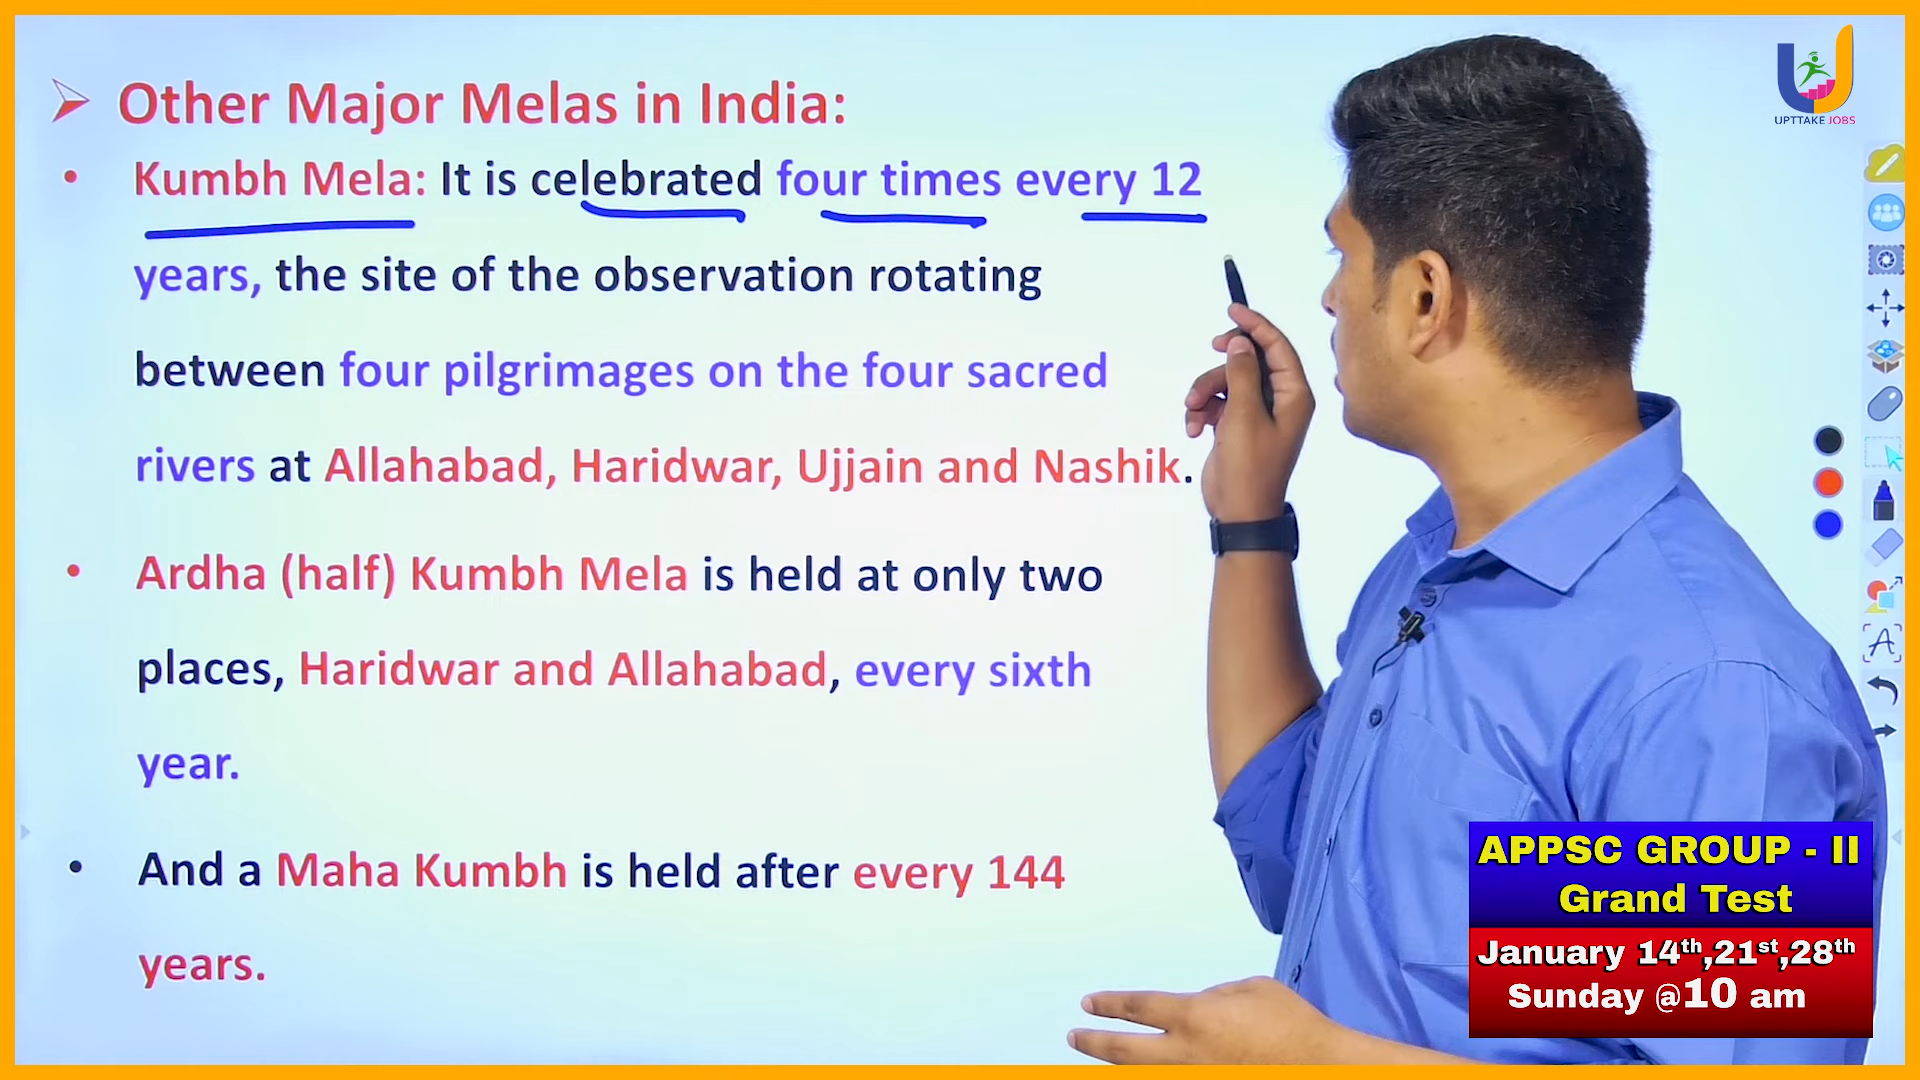 Other Major Melas in India:
Kumbh Mela: It is celebrated four times every 12
years, the site of the observation rotating
between four pilgrimages on the four sacred
rivers at Allahabad, Haridwar, Ujjain and Nashik.
Ardha (half) Kumbh Mela is held at only two
places, Haridwar and Allahabad, every sixth
year.
And a Maha Kumbh is held after every 144
years.
UPTTAKE JOBS
A
APPSC GROUP - II
Grand Test
January 14th,21st,28th
Sunday @10 am